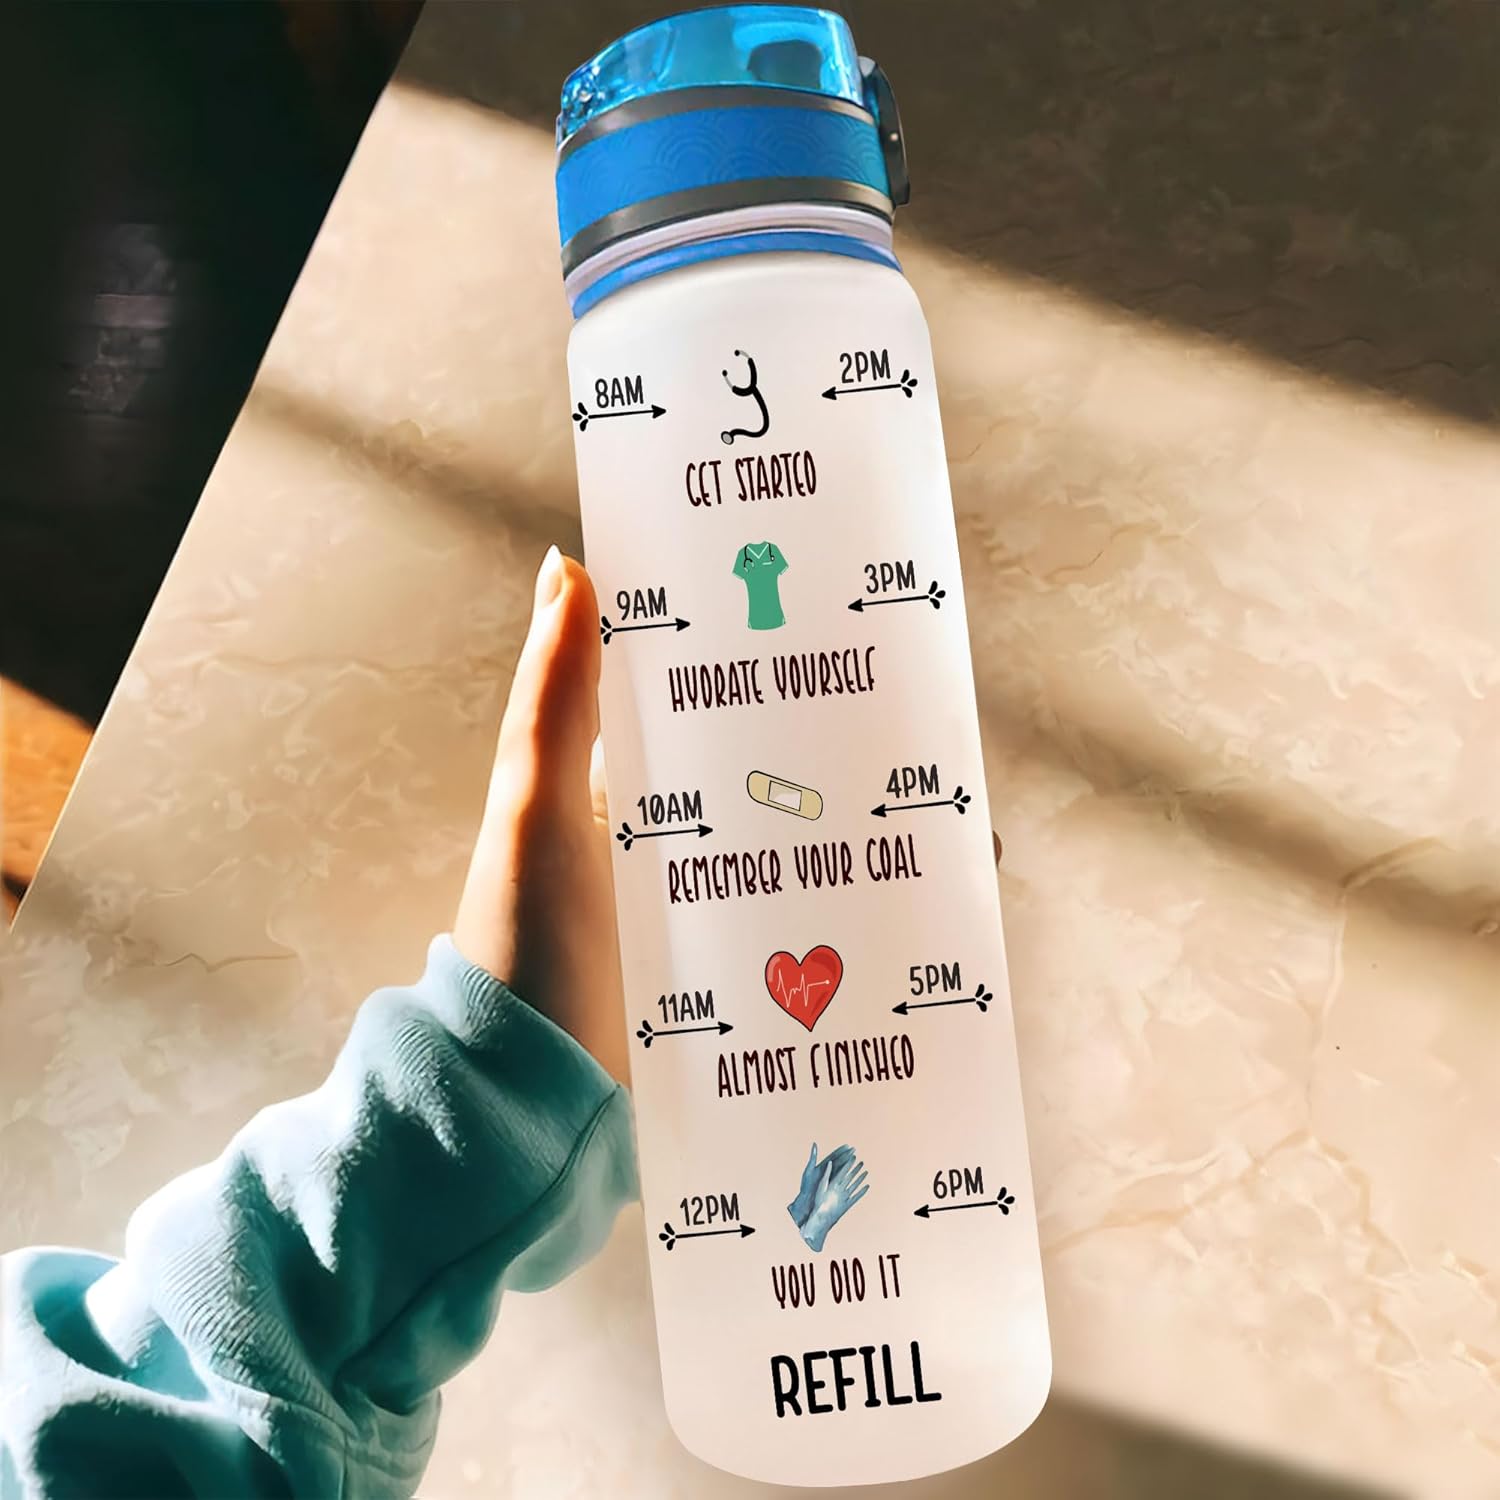 8AM 2PM
GET STARTED
9AM 3PM
HYDRATE YOURSELF
10AM 4PM
REMEMBER YOUR GOAL
11AM 5PM
ALMOST FINISHED
12PM 6PM
YOU DID IT
REFILL